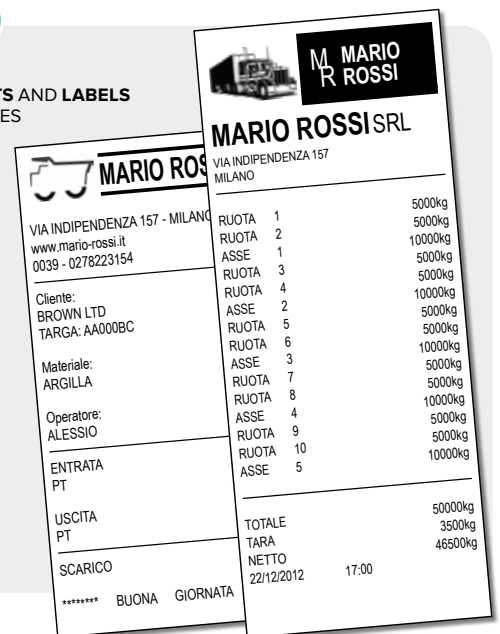 TS AND LABELS
ES
MARIO ROS
VIA INDIPENDENZA 157 - MILANO
www.mario-rossi.it
0039 - 0278223154
Cliente:
BROWN LTD
TARGA: AA000BC
Materiale:
ARGILLA
Operatore:
ALESSIO
ENTRATA
PT
USCITA
PT
SCARICO
******** BUONA GIORNATA
MR MARIO ROSSI
MARIO ROSSI SRL
VIA INDIPENDENZA 157
MILANO
RUOTA 1 5000kg
RUOTA 2 5000kg
ASSE 1 10000kg
RUOTA 3 5000kg
RUOTA 4 5000kg
ASSE 2 10000kg
RUOTA 5 5000kg
RUOTA 6 5000kg
ASSE 3 10000kg
RUOTA 7 5000kg
RUOTA 8 5000kg
ASSE 4 10000kg
RUOTA 9 5000kg
RUOTA 10 5000kg
ASSE 5 10000kg
TOTALE 50000kg
TARA 3500kg
NETTO 46500kg
22/12/2012 17:00